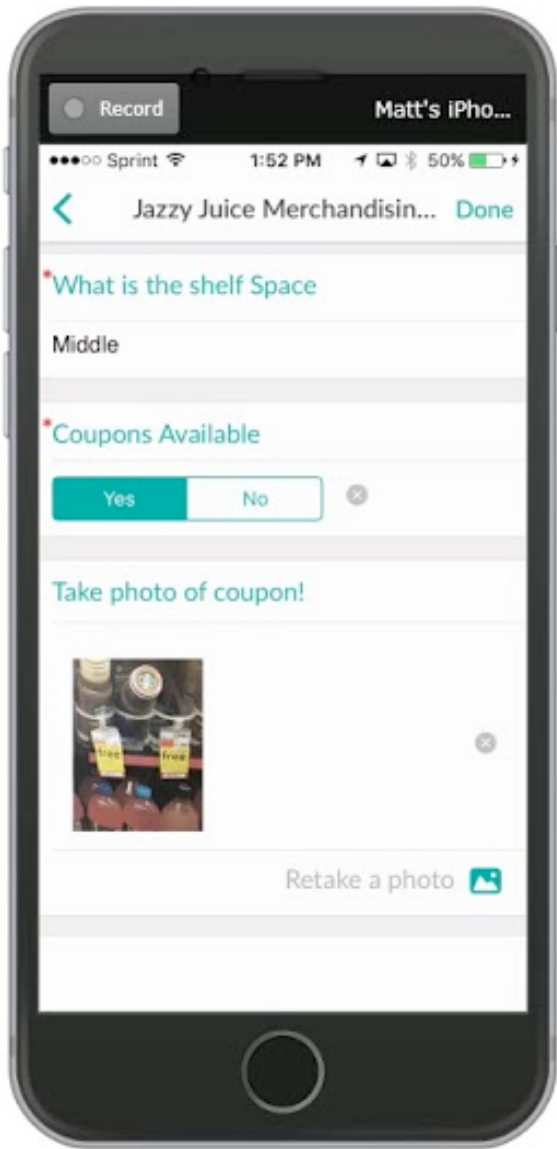 Record Matt's iPho...
Sprint 1:52 PM 50%
Jazzy Juice Merchandisin... Done
*What is the shelf Space
Middle
*Coupons Available
Yes No
Take photo of coupon!
free free
Retake a photo